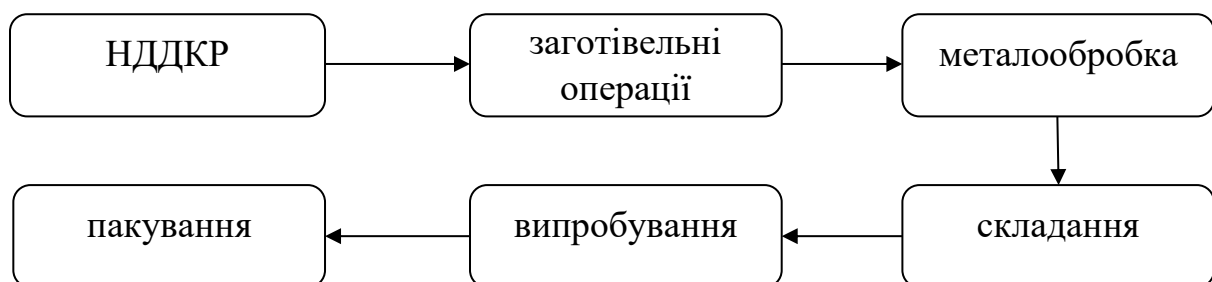 НДДКР
заготівельні
операції
металообробка
складання
випробування
пакування